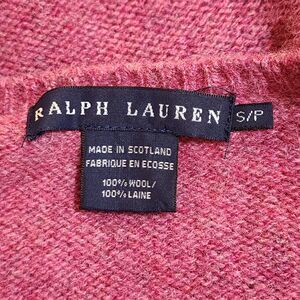 RALPH LAUREN
S/P
MADE IN SCOTLAND
FABRIQUE EN ECOSSE
100% WOOL/
100% LAINE